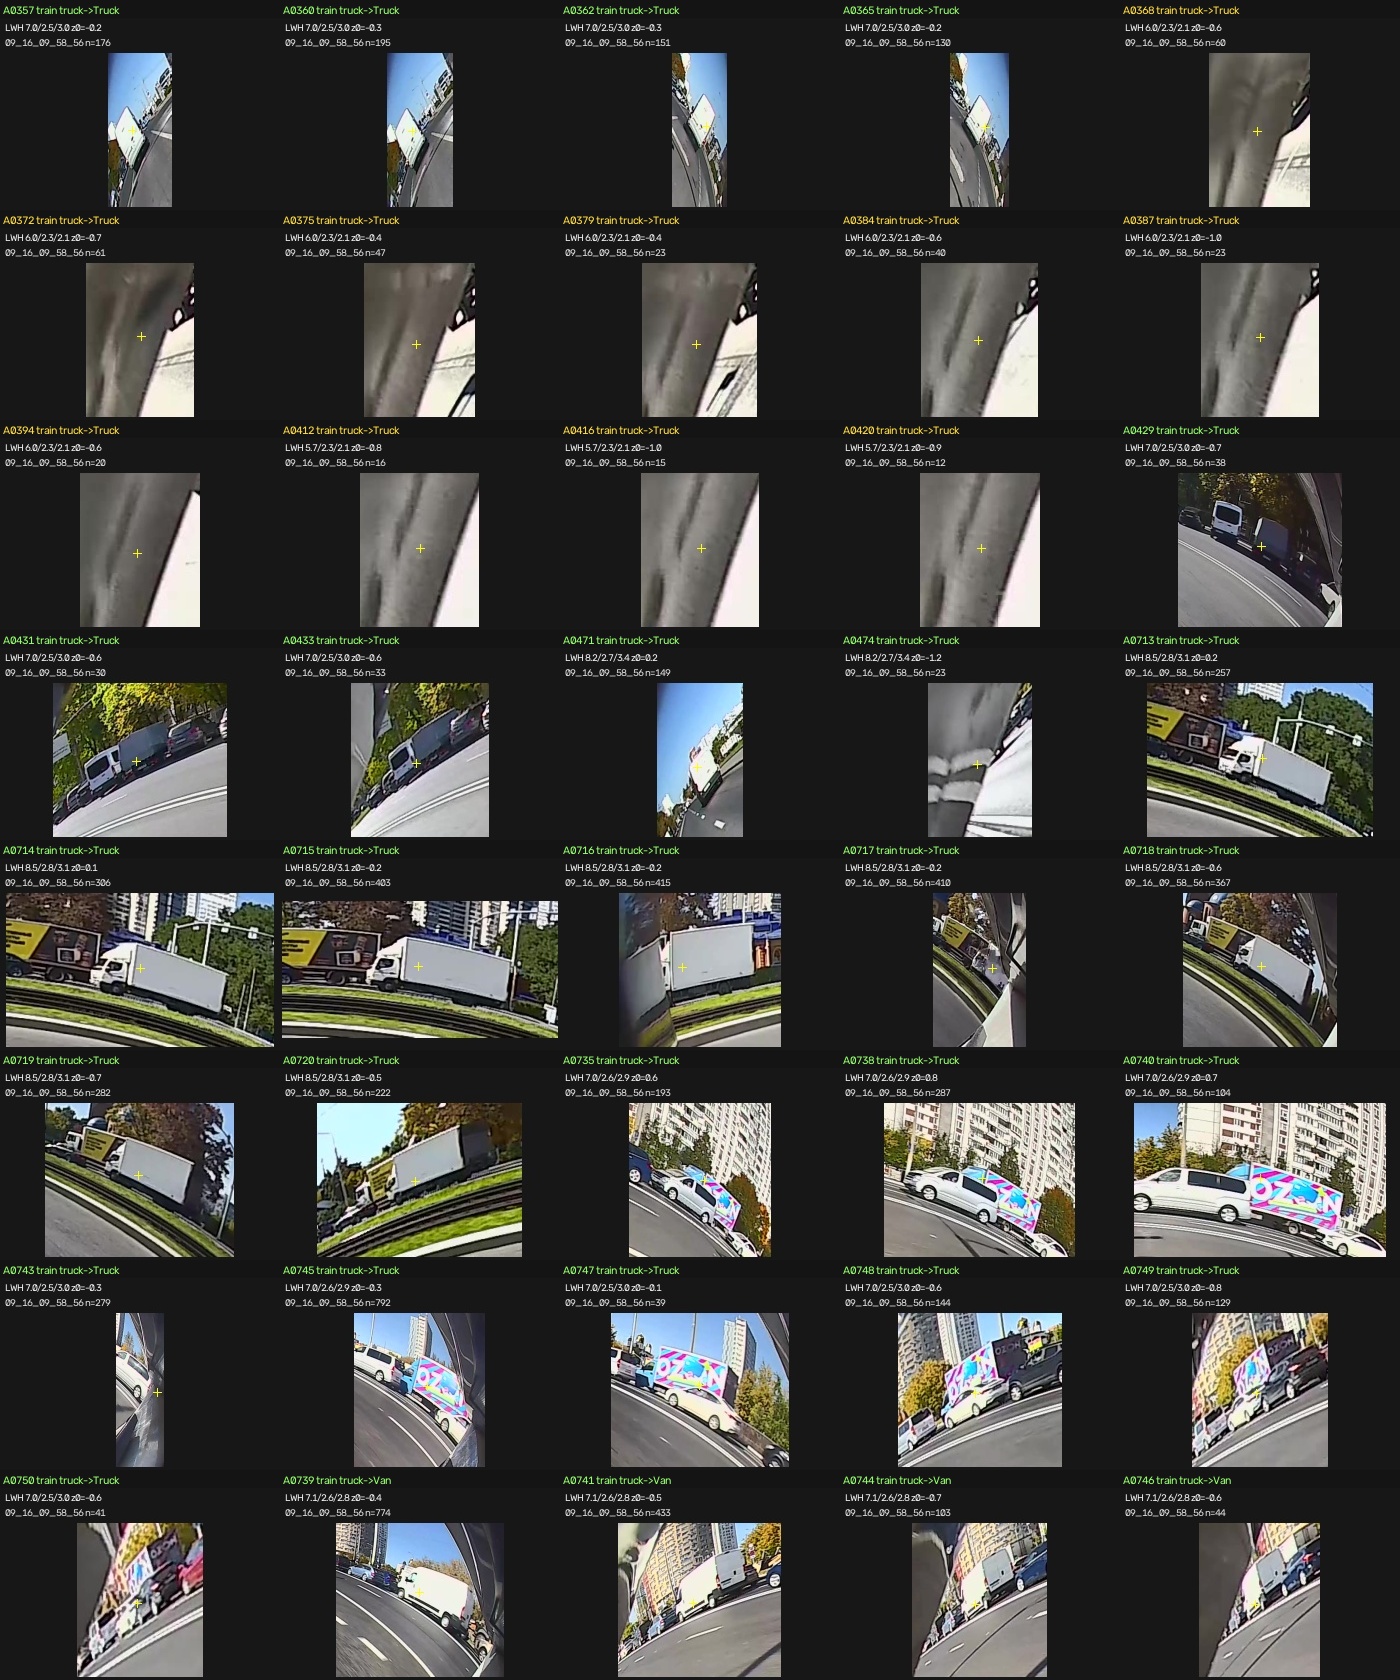 A0357 train truck->Truck
LWH 7.0/2.5/3.0 z0=-0.2
09_16_09_58_56 n=176
A0360 train truck->Truck
LWH 7.0/2.5/3.0 z0=-0.3
09_16_09_58_56 n=195
A0362 train truck->Truck
LWH 7.0/2.5/3.0 z0=-0.3
09_16_09_58_56 n=151
A0365 train truck->Truck
LWH 7.0/2.5/3.0 z0=-0.2
09_16_09_58_56 n=130
A0368 train truck->Truck
LWH 6.0/2.3/2.1 z0=-0.6
09_16_09_58_56 n=60
A0372 train truck->Truck
LWH 6.0/2.3/2.1 z0=-0.7
09_16_09_58_56 n=61
A0375 train truck->Truck
LWH 6.0/2.3/2.1 z0=-0.4
09_16_09_58_56 n=47
A0379 train truck->Truck
LWH 6.0/2.3/2.1 z0=-0.4
09_16_09_58_56 n=23
A0384 train truck->Truck
LWH 6.0/2.3/2.1 z0=-0.6
09_16_09_58_56 n=40
A0387 train truck->Truck
LWH 6.0/2.3/2.1 z0=-1.0
09_16_09_58_56 n=23
A0394 train truck->Truck
LWH 6.0/2.3/2.1 z0=-0.6
09_16_09_58_56 n=20
A0412 train truck->Truck
LWH 5.7/2.3/2.1 z0=-0.8
09_16_09_58_56 n=16
A0416 train truck->Truck
LWH 5.7/2.3/2.1 z0=-1.0
09_16_09_58_56 n=15
A0420 train truck->Truck
LWH 5.7/2.3/2.1 z0=-0.9
09_16_09_58_56 n=12
A0429 train truck->Truck
LWH 7.0/2.5/3.0 z0=-0.7
09_16_09_58_56 n=38
A0431 train truck->Truck
LWH 7.0/2.5/3.0 z0=-0.6
09_16_09_58_56 n=30
A0433 train truck->Truck
LWH 7.0/2.5/3.0 z0=-0.6
09_16_09_58_56 n=33
A0471 train truck->Truck
LWH 8.2/2.7/3.4 z0=0.2
09_16_09_58_56 n=149
A0474 train truck->Truck
LWH 8.2/2.7/3.4 z0=-1.2
09_16_09_58_56 n=23
A0713 train truck->Truck
LWH 8.5/2.8/3.1 z0=0.2
09_16_09_58_56 n=257
A0714 train truck->Truck
LWH 8.5/2.8/3.1 z0=0.1
09_16_09_58_56 n=306
A0715 train truck->Truck
LWH 8.5/2.8/3.1 z0=-0.2
09_16_09_58_56 n=403
A0716 train truck->Truck
LWH 8.5/2.8/3.1 z0=-0.2
09_16_09_58_56 n=415
A0717 train truck->Truck
LWH 8.5/2.8/3.1 z0=-0.2
09_16_09_58_56 n=410
A0718 train truck->Truck
LWH 8.5/2.8/3.1 z0=-0.6
09_16_09_58_56 n=367
A0719 train truck->Truck
LWH 8.5/2.8/3.1 z0=-0.7
09_16_09_58_56 n=282
A0720 train truck->Truck
LWH 8.5/2.8/3.1 z0=-0.5
09_16_09_58_56 n=222
A0735 train truck->Truck
LWH 7.0/2.6/2.9 z0=0.6
09_16_09_58_56 n=193
A0738 train truck->Truck
LWH 7.0/2.6/2.9 z0=0.8
09_16_09_58_56 n=287
OZON
A0740 train truck->Truck
LWH 7.0/2.6/2.9 z0=0.7
09_16_09_58_56 n=104
OZON
A0743 train truck->Truck
LWH 7.0/2.5/3.0 z0=-0.3
09_16_09_58_56 n=279
A0745 train truck->Truck
LWH 7.0/2.6/2.9 z0=-0.3
09_16_09_58_56 n=792
OZON
A0747 train truck->Truck
LWH 7.0/2.5/3.0 z0=-0.1
09_16_09_58_56 n=39
OZON
A0748 train truck->Truck
LWH 7.0/2.5/3.0 z0=-0.6
09_16_09_58_56 n=144
OZON
OZON
A0749 train truck->Truck
LWH 7.0/2.5/3.0 z0=-0.8
09_16_09_58_56 n=129
A0750 train truck->Truck
LWH 7.0/2.5/3.0 z0=-0.6
09_16_09_58_56 n=41
OZON
A0739 train truck->Van
LWH 7.1/2.6/2.8 z0=-0.4
09_16_09_58_56 n=774
A0741 train truck->Van
LWH 7.1/2.6/2.8 z0=-0.5
09_16_09_58_56 n=433
A0744 train truck->Van
LWH 7.1/2.6/2.8 z0=-0.7
09_16_09_58_56 n=103
A0746 train truck->Van
LWH 7.1/2.6/2.8 z0=-0.6
09_16_09_58_56 n=44